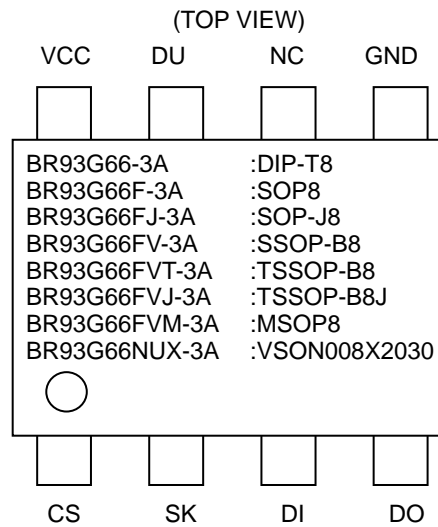 (TOP VIEW)
VCC DU NC GND
BR93G66-3A :DIP-T8
BR93G66F-3A :SOP8
BR93G66FJ-3A :SOP-J8
BR93G66FV-3A :SSOP-B8
BR93G66FVT-3A :TSSOP-B8
BR93G66FVJ-3A :TSSOP-B8J
BR93G66FVM-3A :MSOP8
BR93G66NUX-3A :VSON008X2030
CS SK DI DO